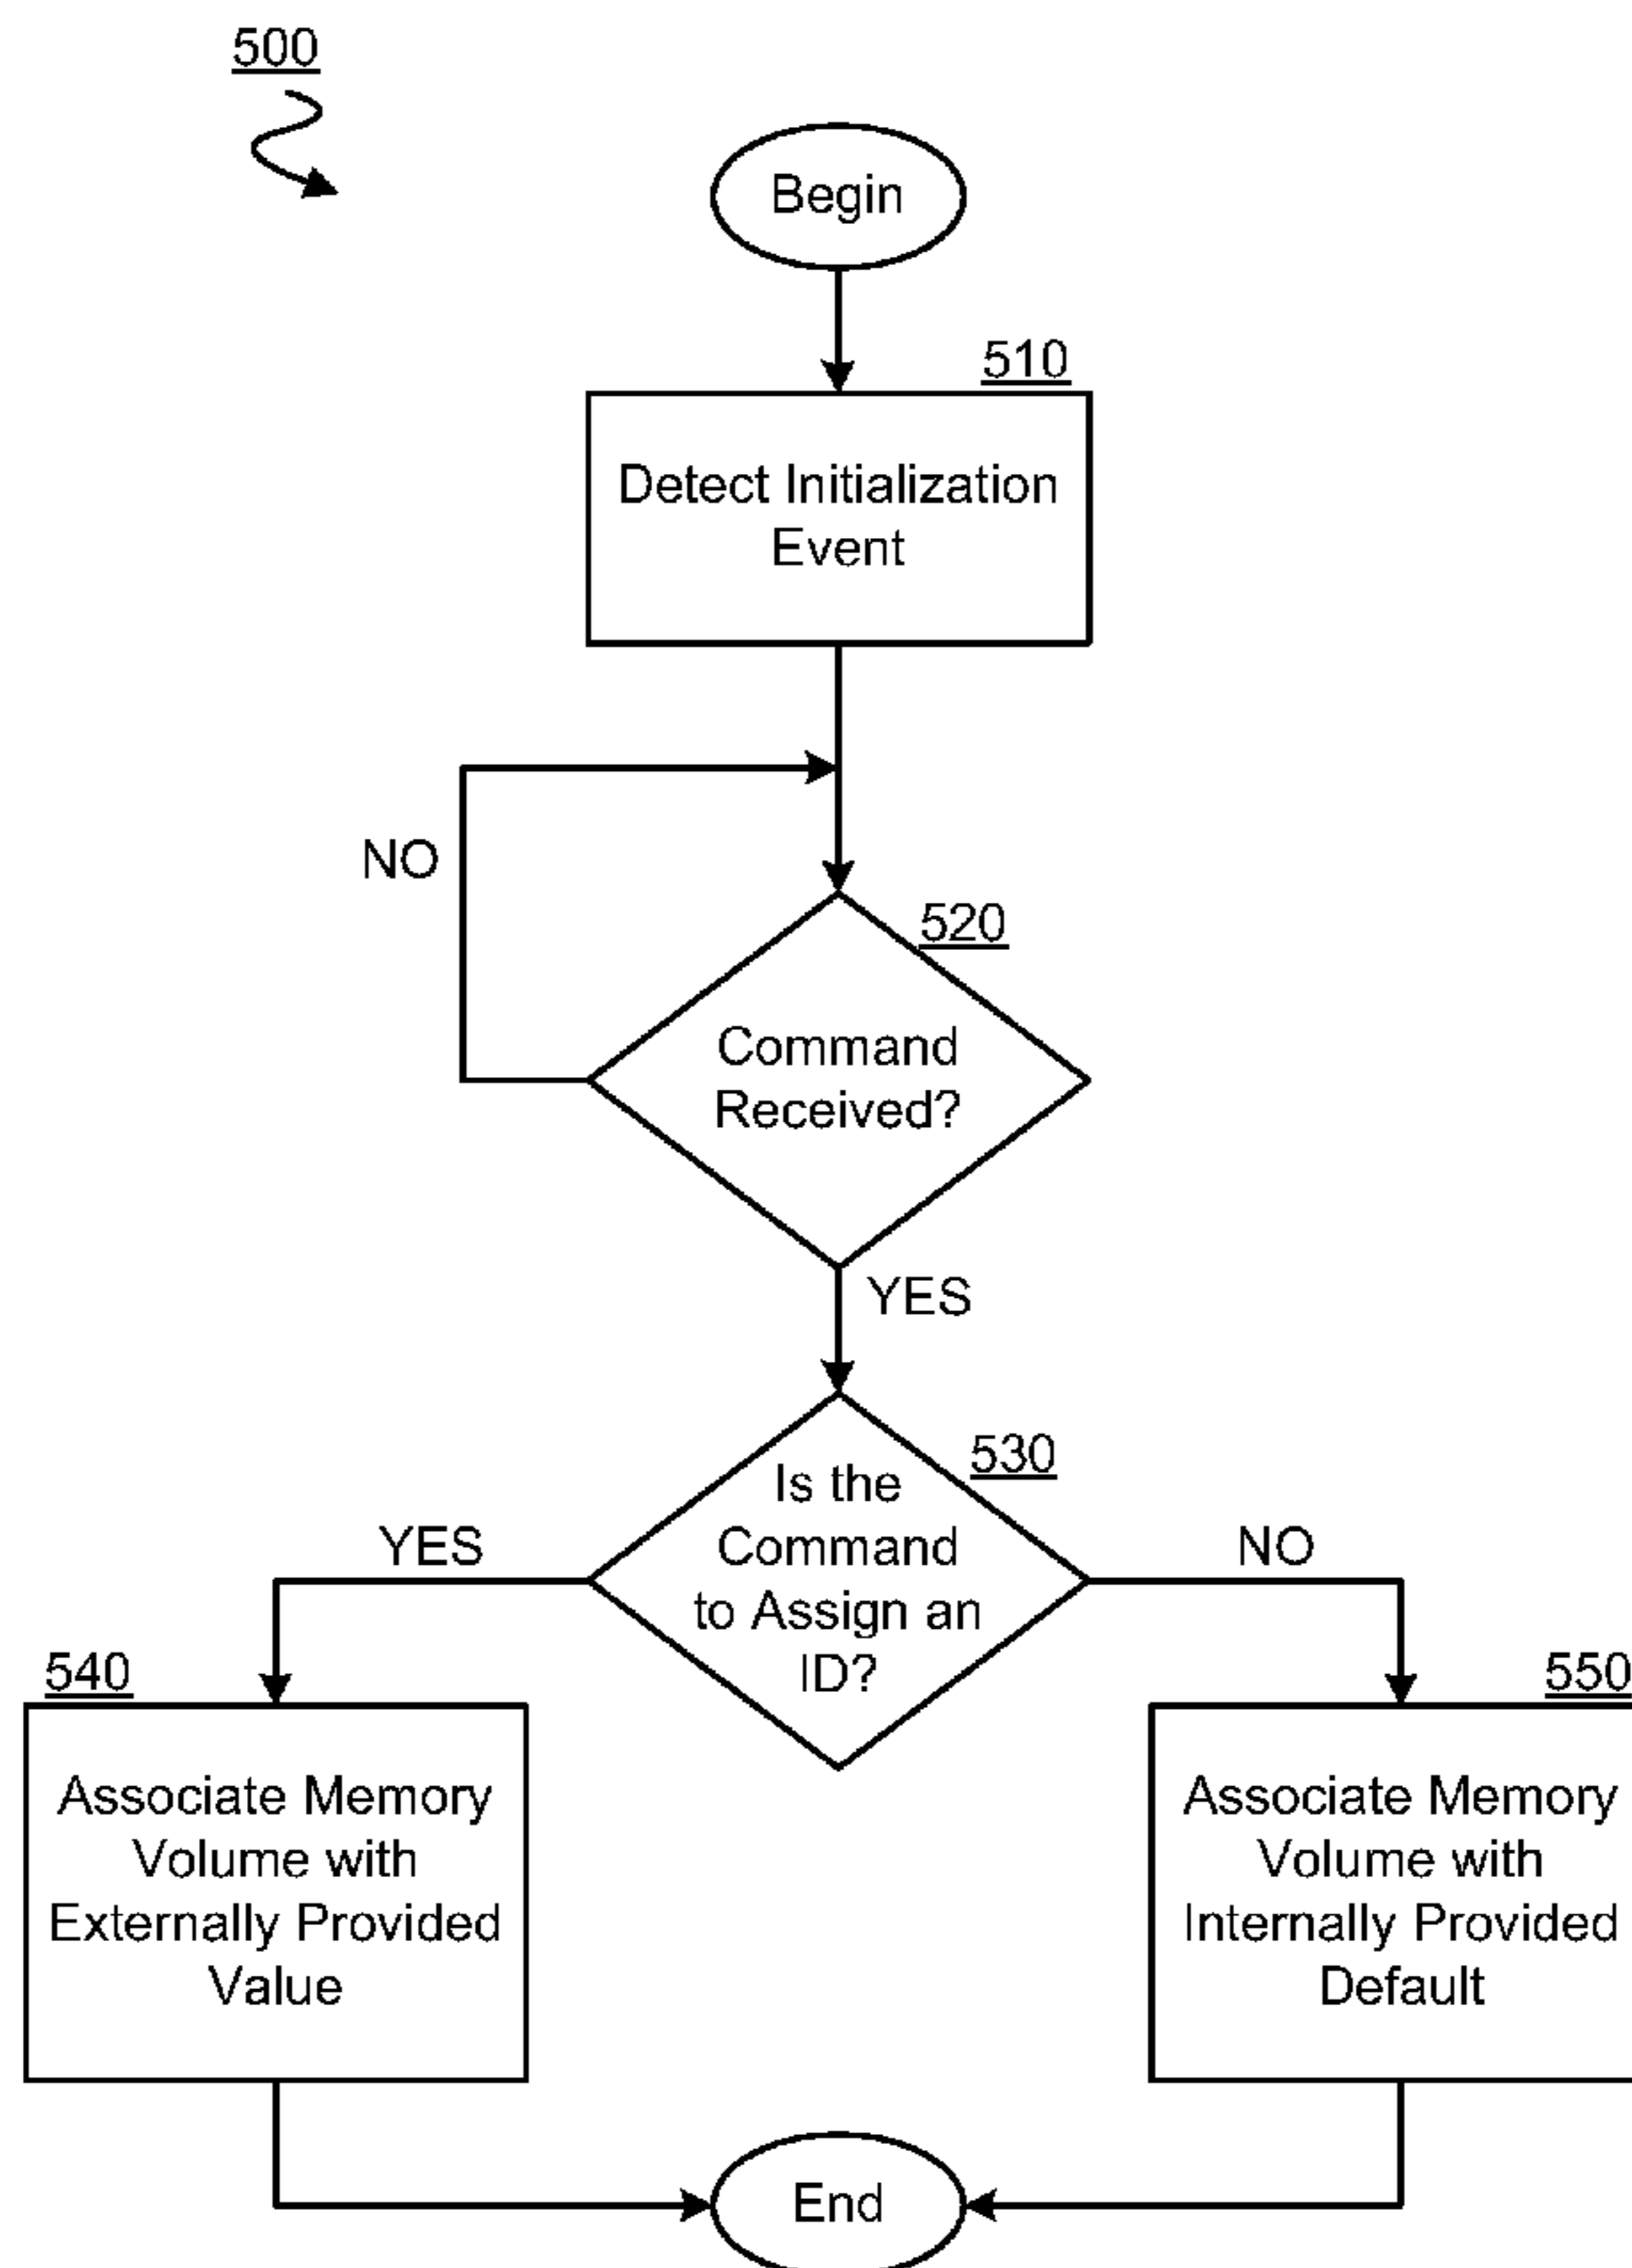 500
Begin
510
Detect Initialization
Event
NO
520
Command
Received?
YES
530
Is the
Command
to Assign an
ID?
YES
NO
540
Associate Memory
Volume with
Externally Provided
Value
550
Associate Memory
Volume with
Internally Provided
Default
End